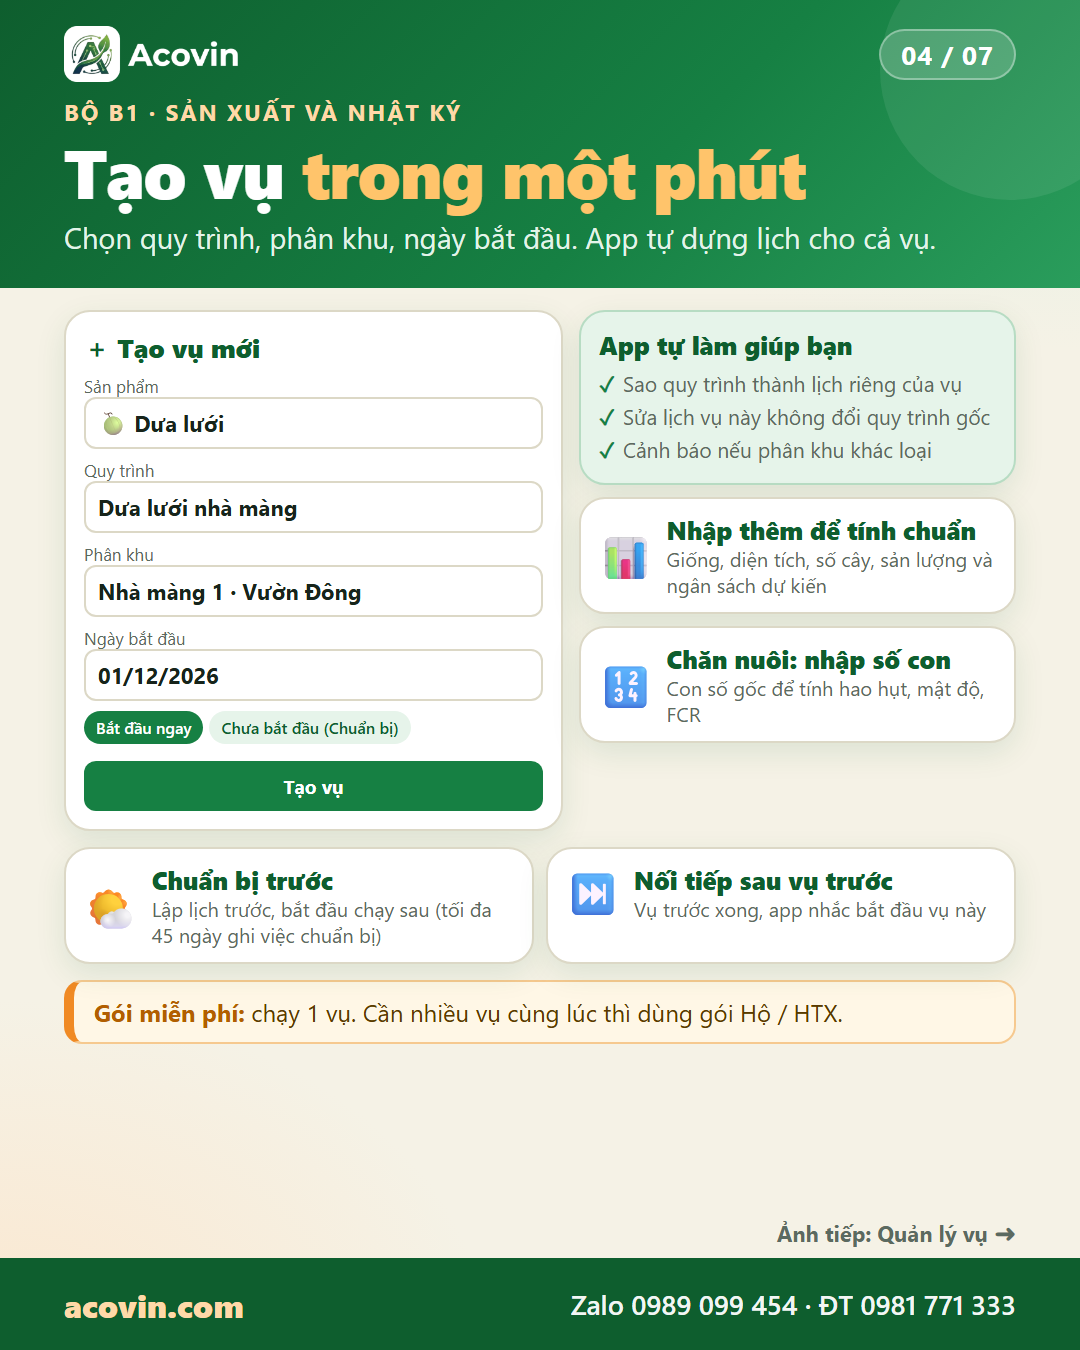 Acovin
04 / 07
BỘ B1 · SẢN XUẤT VÀ NHẬT KÝ
Tạo vụ trong một phút
Chọn quy trình, phân khu, ngày bắt đầu. App tự dựng lịch cho cả vụ.
+ Tạo vụ mới
Sản phẩm
Dưa lưới
Quy trình
Dưa lưới nhà màng
Phân khu
Nhà màng 1 · Vườn Đông
Ngày bắt đầu
01/12/2026
Bắt đầu ngay
Chưa bắt đầu (Chuẩn bị)
Tạo vụ
App tự làm giúp bạn
✓ Sao quy trình thành lịch riêng của vụ
✓ Sửa lịch vụ này không đổi quy trình gốc
✓ Cảnh báo nếu phân khu khác loại
Nhập thêm để tính chuẩn
Giống, diện tích, số cây, sản lượng và
ngân sách dự kiến
1 2
3 4
Chăn nuôi: nhập số con
Con số gốc để tính hao hụt, mật độ,
FCR
Chuẩn bị trước
Lập lịch trước, bắt đầu chạy sau (tối đa
45 ngày ghi việc chuẩn bị)
Nối tiếp sau vụ trước
Vụ trước xong, app nhắc bắt đầu vụ này
Gói miễn phí: chạy 1 vụ. Cần nhiều vụ cùng lúc thì dùng gói Hộ / HTX.
Ảnh tiếp: Quản lý vụ ➜
acovin.com
Zalo 0989 099 454 · ĐT 0981 771 333